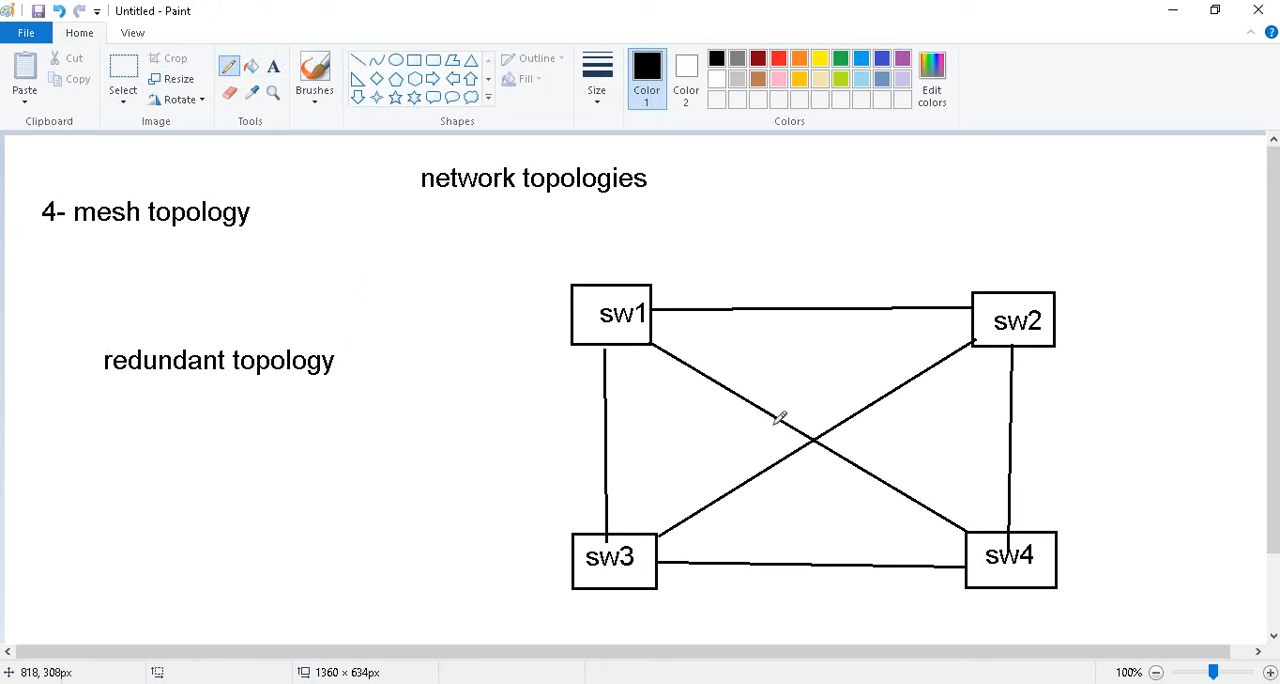 Untitled - Paint
File
Home
View
Paste
Cut
Copy
Clipboard
Select
Crop
Resize
Rotate
Image
Tools
Brushes
Outline
Fill
Shapes
Size
Color 1
Color 2
Edit colors
Colors
network topologies
4- mesh topology
sw1
sw2
redundant topology
sw3
sw4
818, 308px
1360 × 634px
100%